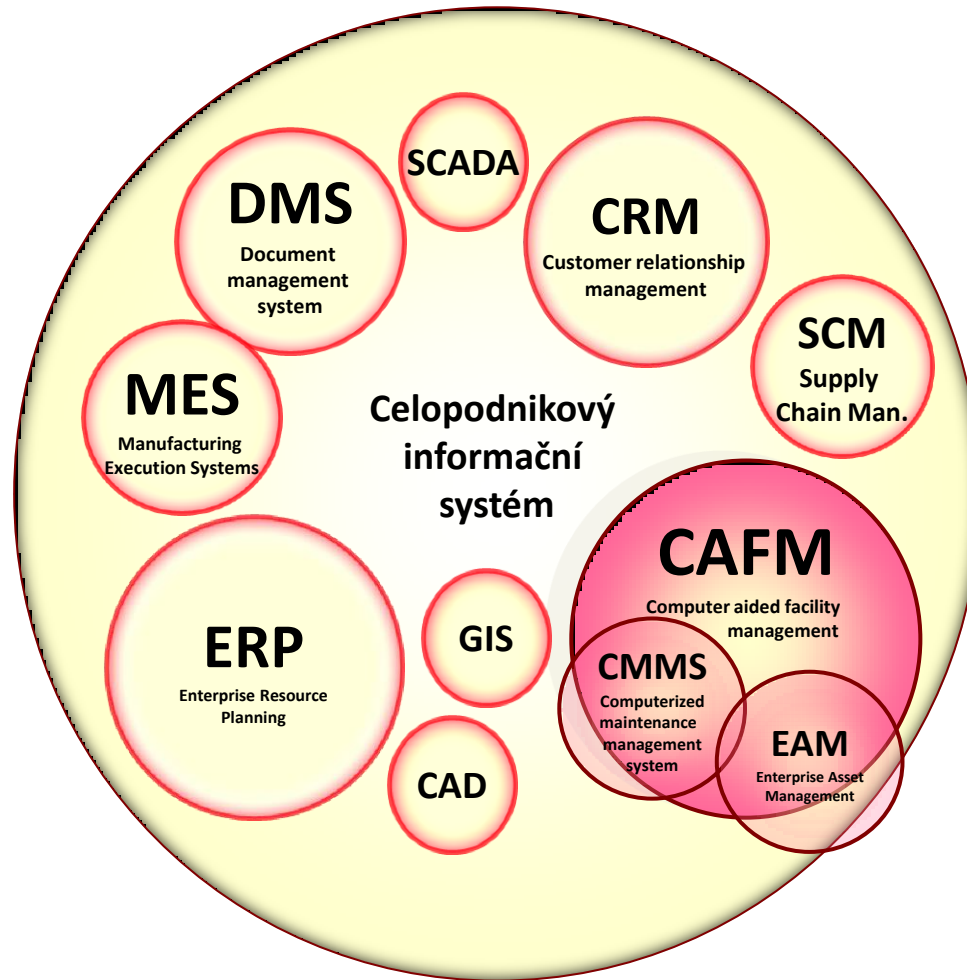 SCADA
DMS
Document
management
system
CRM
Customer relationship
management
SCM
Supply
Chain Man.
MES
Manufacturing
Execution Systems
Celopodnikový
informační
systém
CAFM
Computer aided facility
management
ERP
Enterprise Resource
Planning
GIS
CMMS
Computerized
maintenance
management
system
EAM
Enterprise Asset
Management
CAD